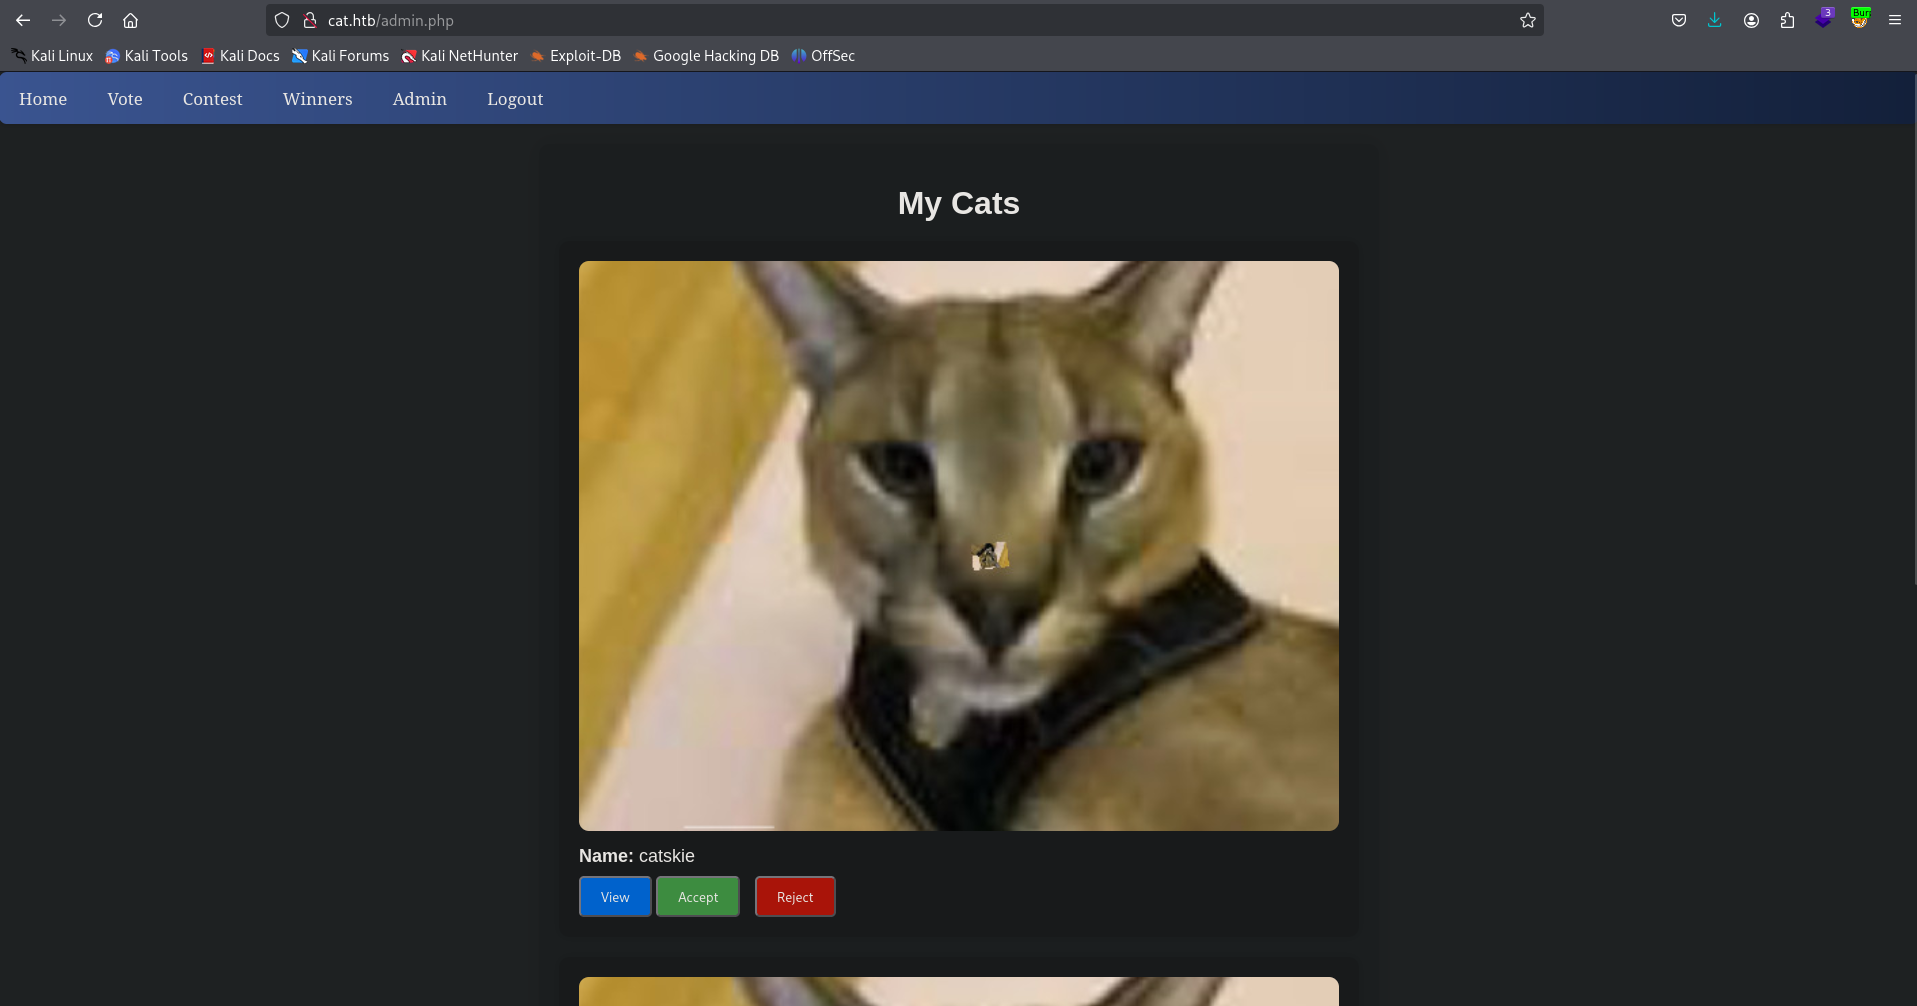 cat.htb/admin.php
3
Kali Linux Kali Tools Kali Docs Kali Forums Kali NetHunter Exploit-DB Google Hacking DB OffSec
Home Vote Contest Winners Admin Logout
My Cats
Name: catskie
View Accept Reject